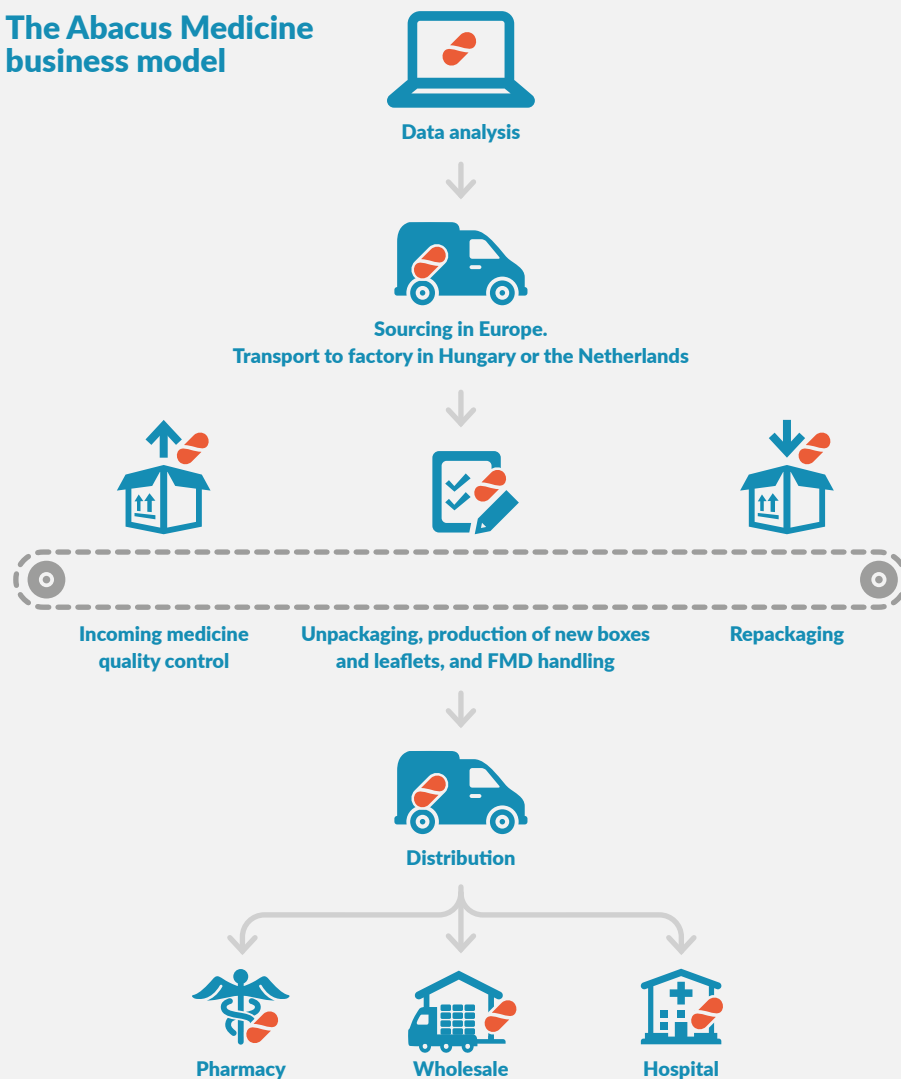 The Abacus Medicine
business model
Data analysis
Sourcing in Europe.
Transport to factory in Hungary or the Netherlands
Incoming medicine
quality control
Unpackaging, production of new boxes
and leaflets, and FMD handling
Repackaging
Distribution
Pharmacy
Wholesale
Hospital